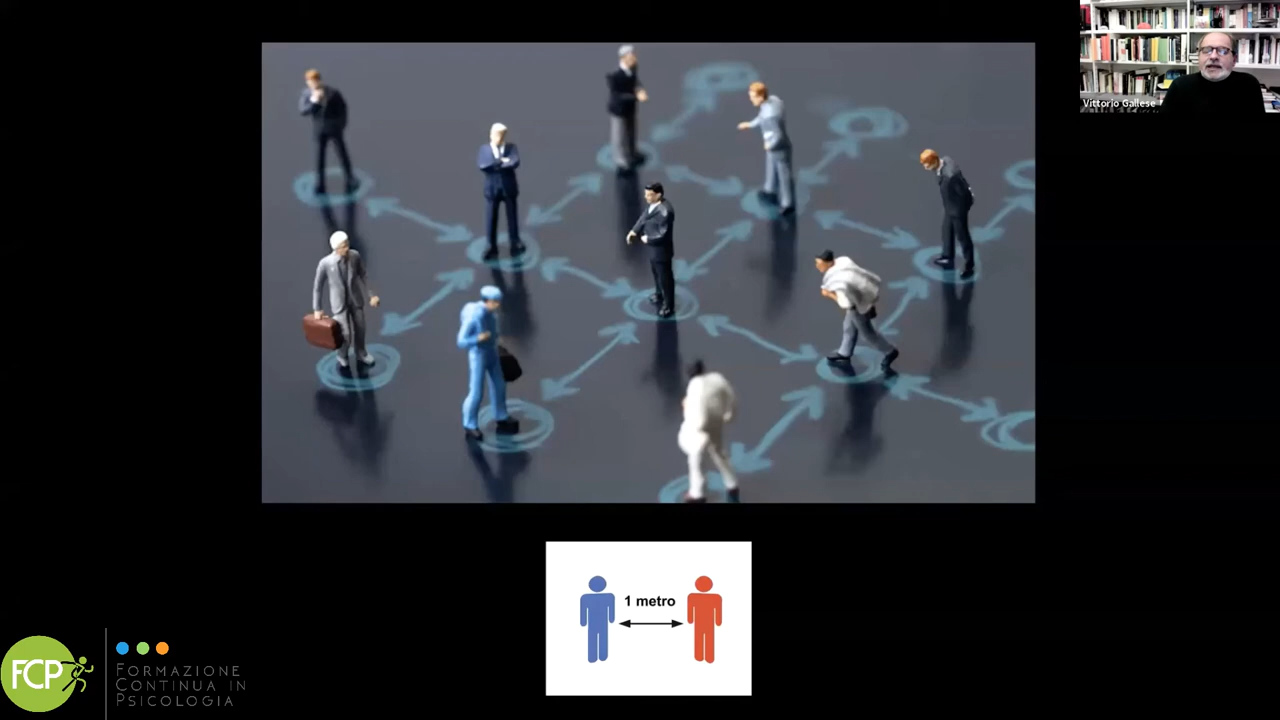 Vittorio Gallese
1 metro
FCP
FORMAZIONE
CONTINUA IN
PSICOLOGIA